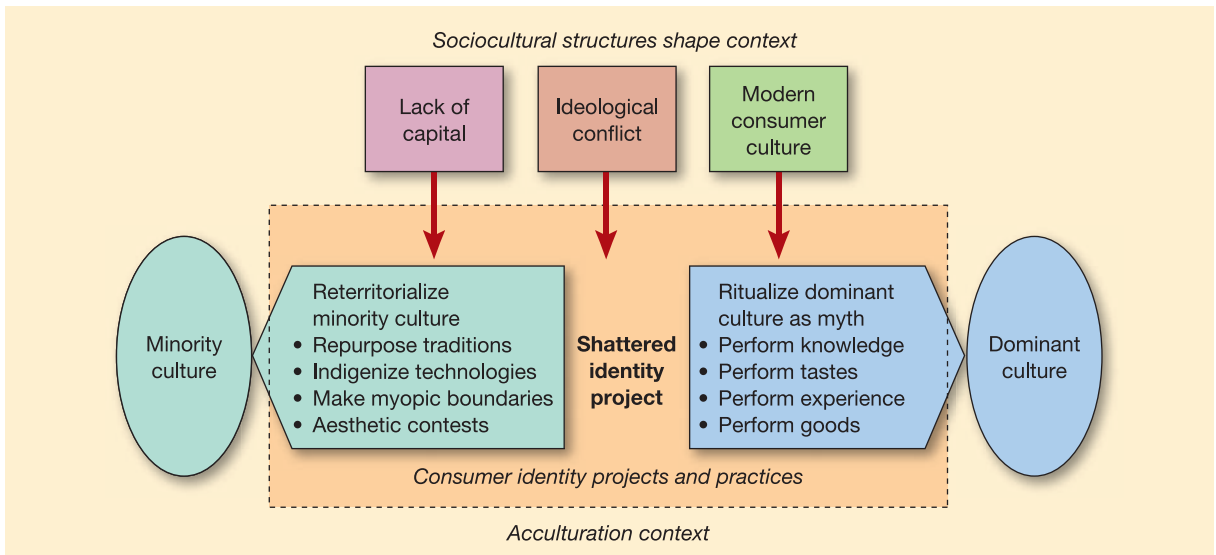 Sociocultural structures shape context
Lack of
capital
Ideological
conflict
Modern
consumer
culture
Minority
culture
Reterritorialize
minority culture
• Repurpose traditions
• Indigenize technologies
• Make myopic boundaries
• Aesthetic contests
Shattered
identity
project
Ritualize dominant
culture as myth
• Perform knowledge
• Perform tastes
• Perform experience
• Perform goods
Dominant
culture
Consumer identity projects and practices
Acculturation context